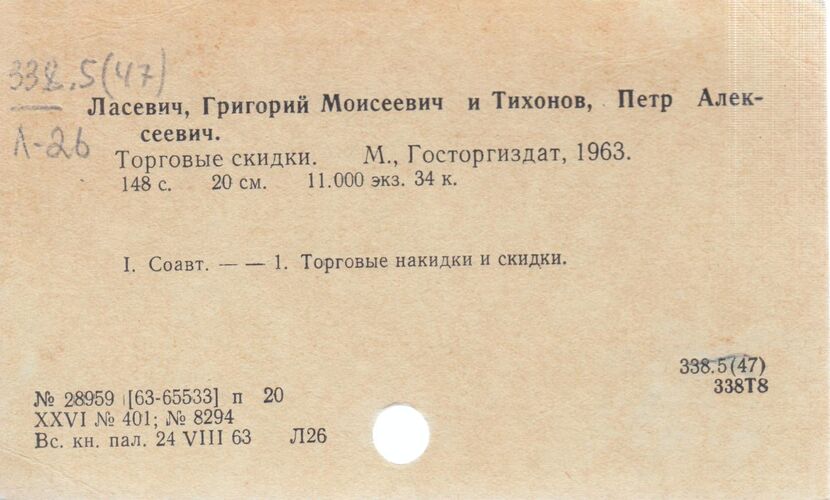 338.5(47)
Л-26
Ласевич, Григорий Моисеевич и Тихонов, Петр Алек-
сеевич.
Торговые скидки. М., Госторгиздат, 1963.
148 с. 20 см. 11.000 экз. 34 к.
I. Соавт. — — 1. Торговые накидки и скидки.
338.5(47)
338Т8
№ 28959 [63-65533] п 20
XXVI № 401; № 8294
Вс. кн. пал. 24 VIII 63 Л26